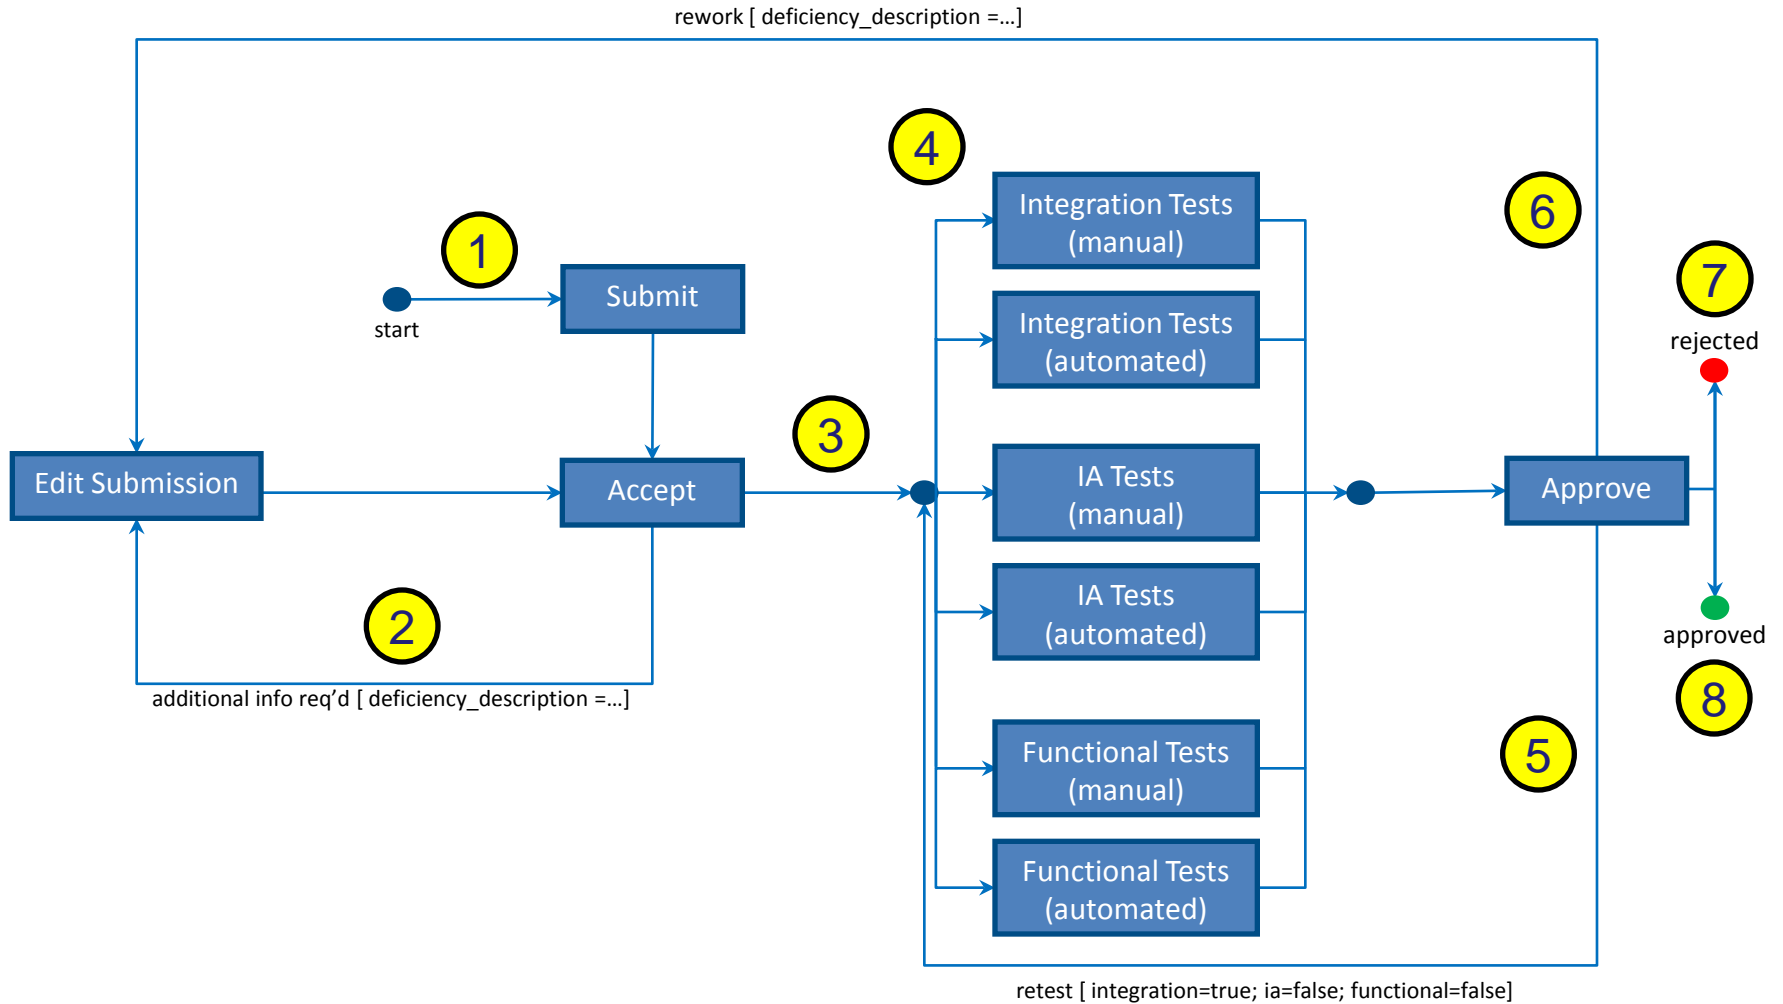 rework [ deficiency_description =...]
4
Integration Tests
(manual)
6
1
7
Submit
start
Integration Tests
(automated)
rejected
3
Edit Submission
Accept
IA Tests
(manual)
Approve
2
IA Tests
(automated)
approved
additional info req’d [ deficiency_description =...]
8
Functional Tests
(manual)
5
Functional Tests
(automated)
retest [ integration=true; ia=false; functional=false]